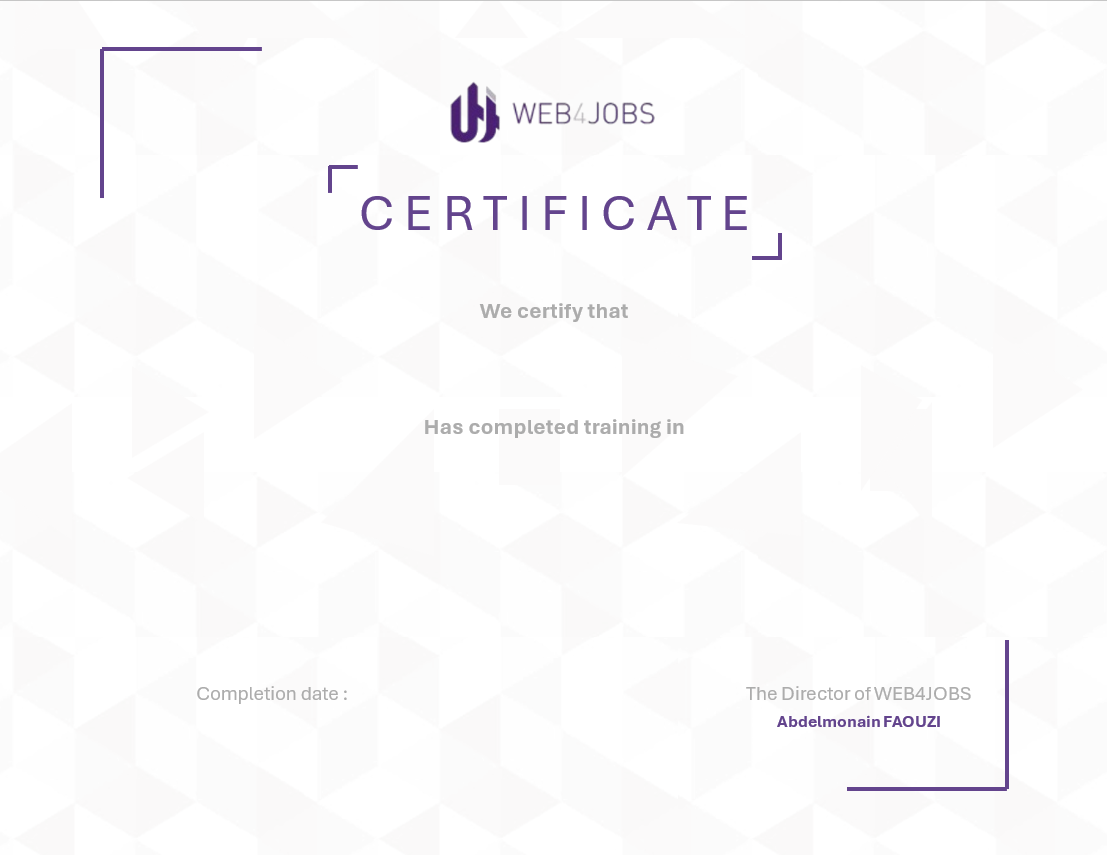 WEB4JOBS
CERTIFICATE
We certify that
Has completed training in
Completion date :
The Director of WEB4JOBS
Abdelmonain FAOUZI